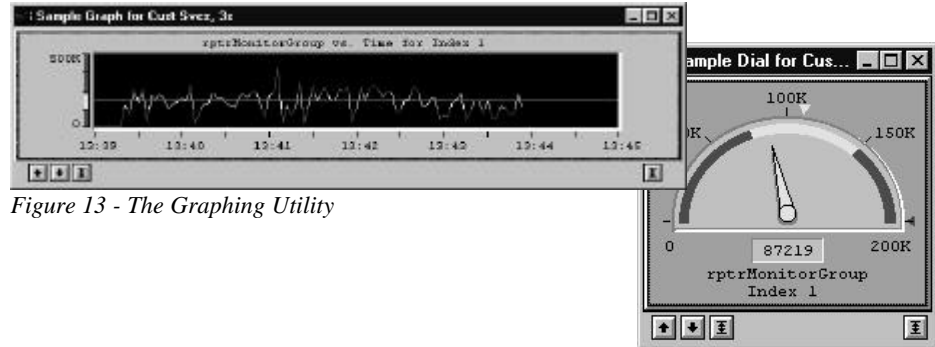 Sample Graph for Cust Svcs, 3c
rptrMonitorGroup vs. Time for Index 1
500K
0
13:39 13:40 13:41 13:42 13:43 13:44 13:45
Figure 13 - The Graphing Utility
ample Dial for Cus...
100K
K
150K
0
200K
87219
rptrMonitorGroup
Index 1